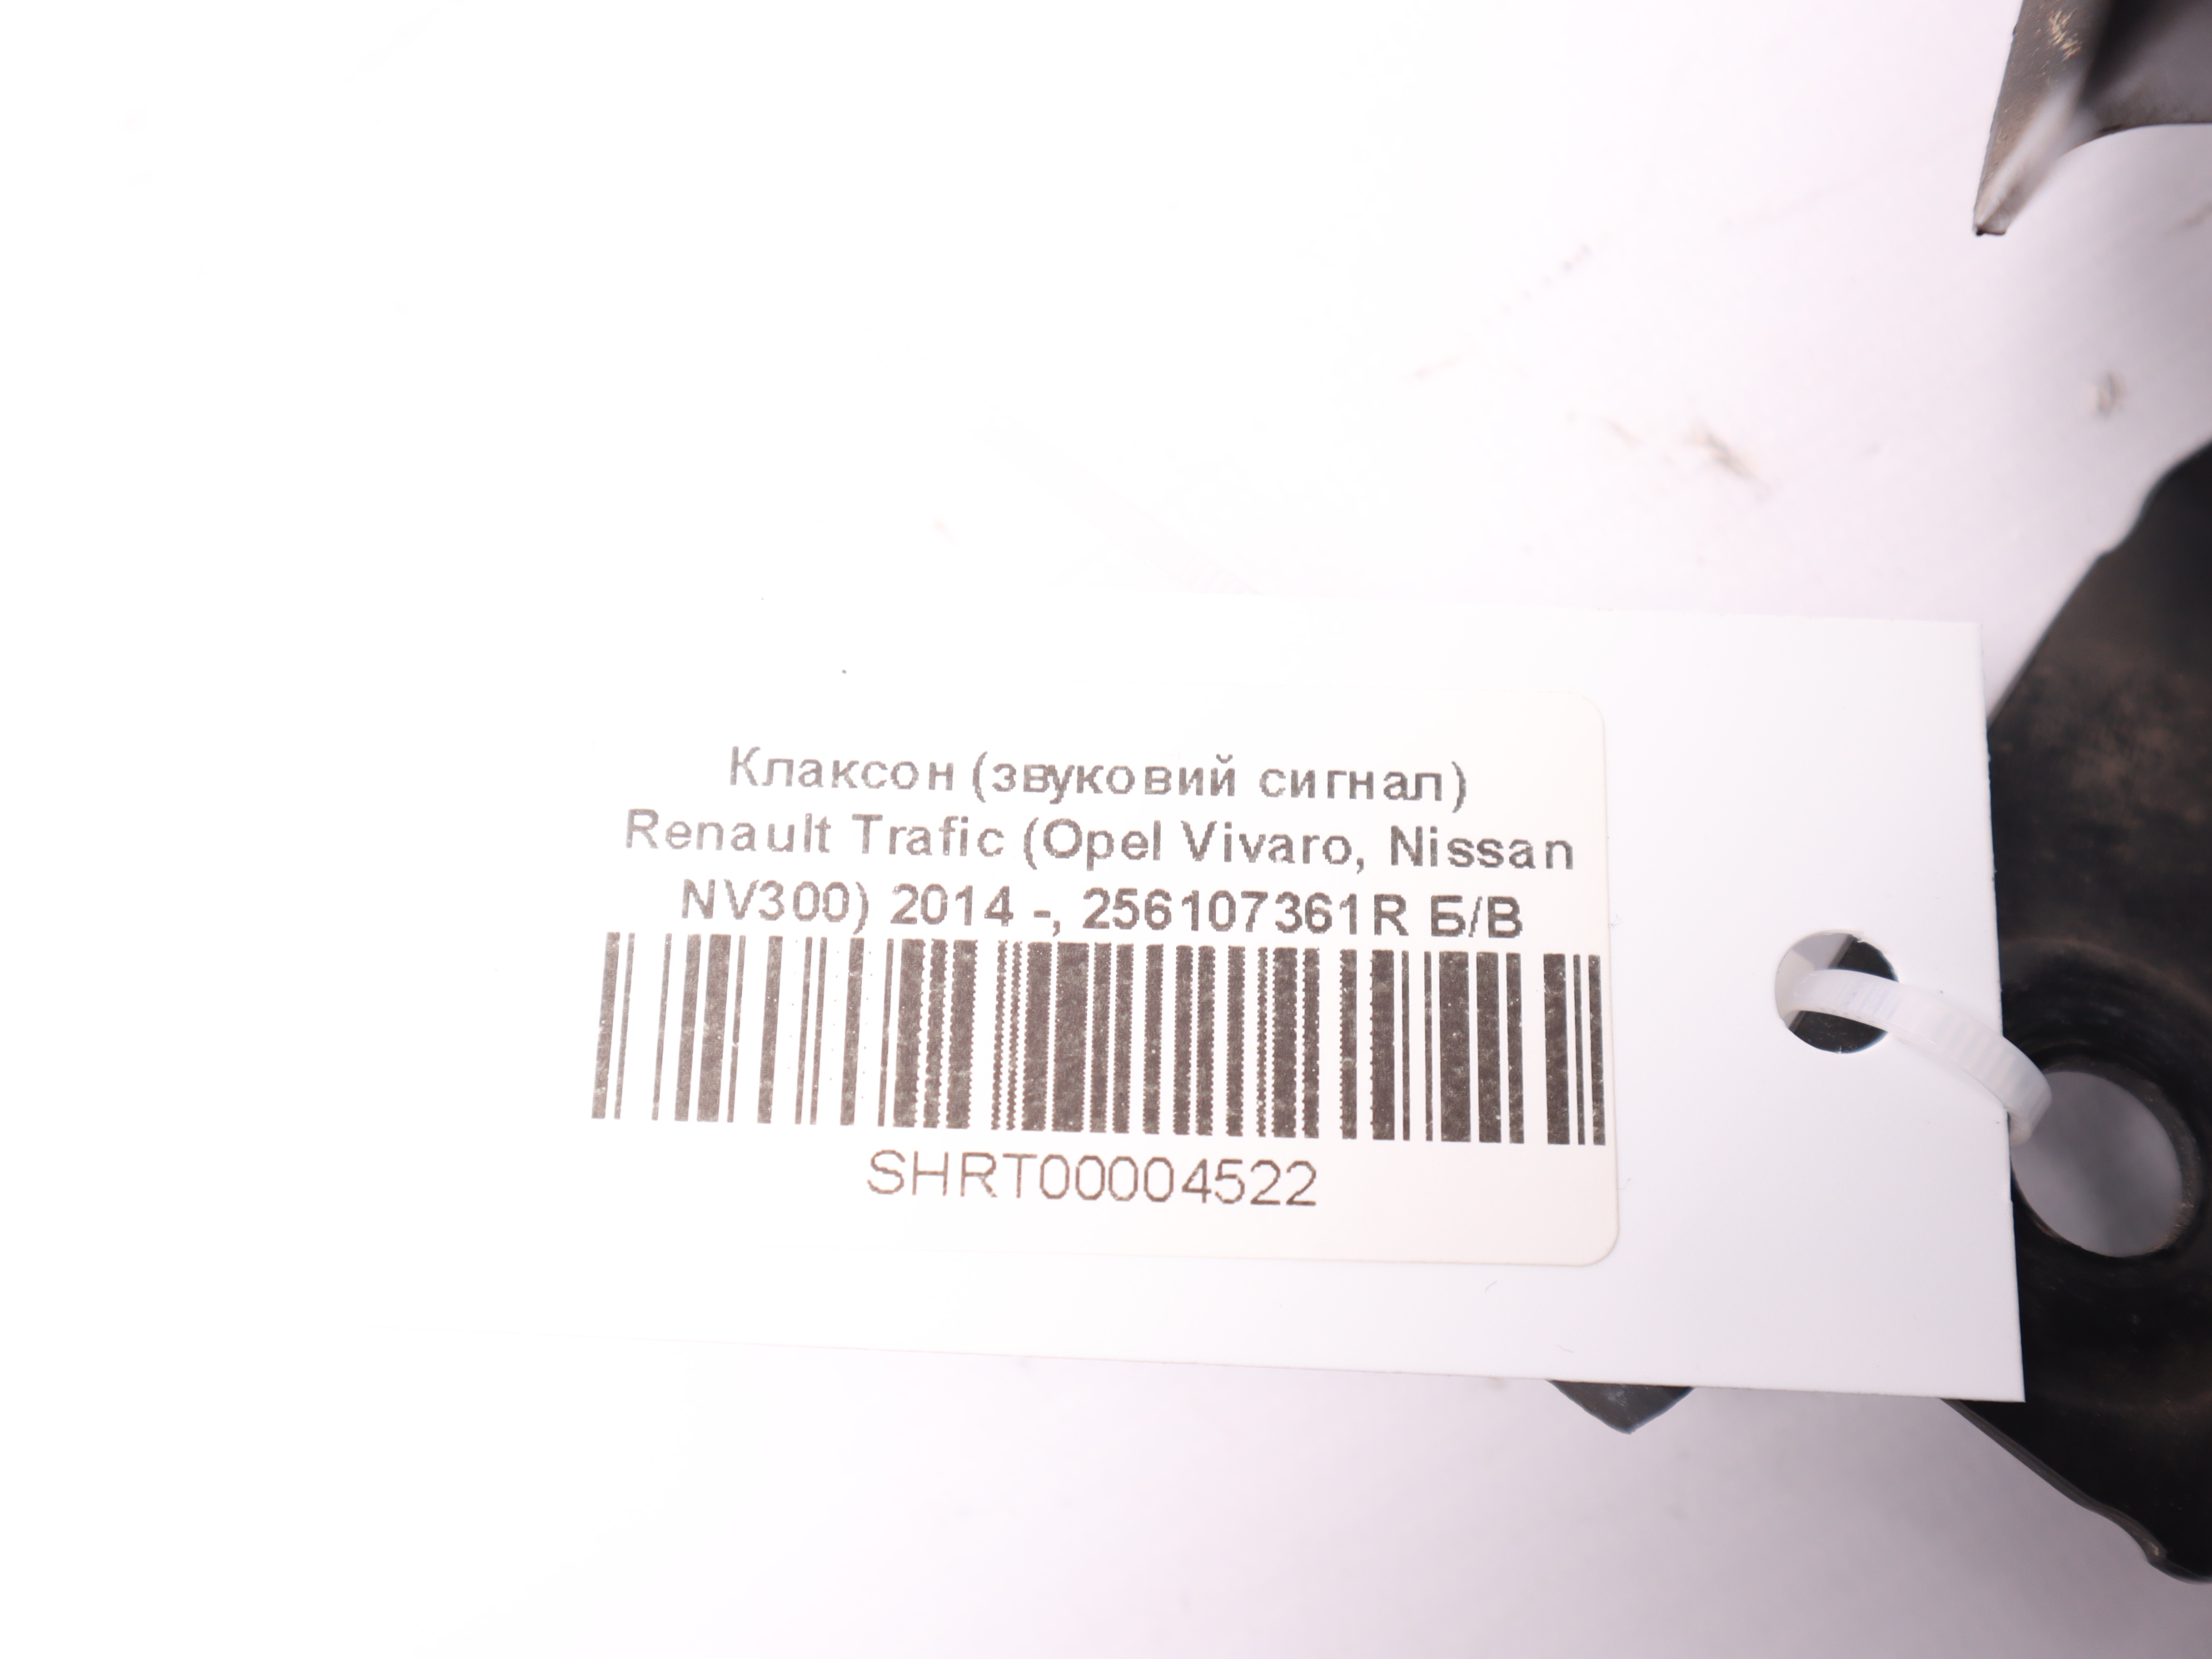 Клаксон (звуковий сигнал)
Renault Trafic (Opel Vivaro, Nissan
NV300) 2014 -, 256107361R Б/В
SHRT00004522